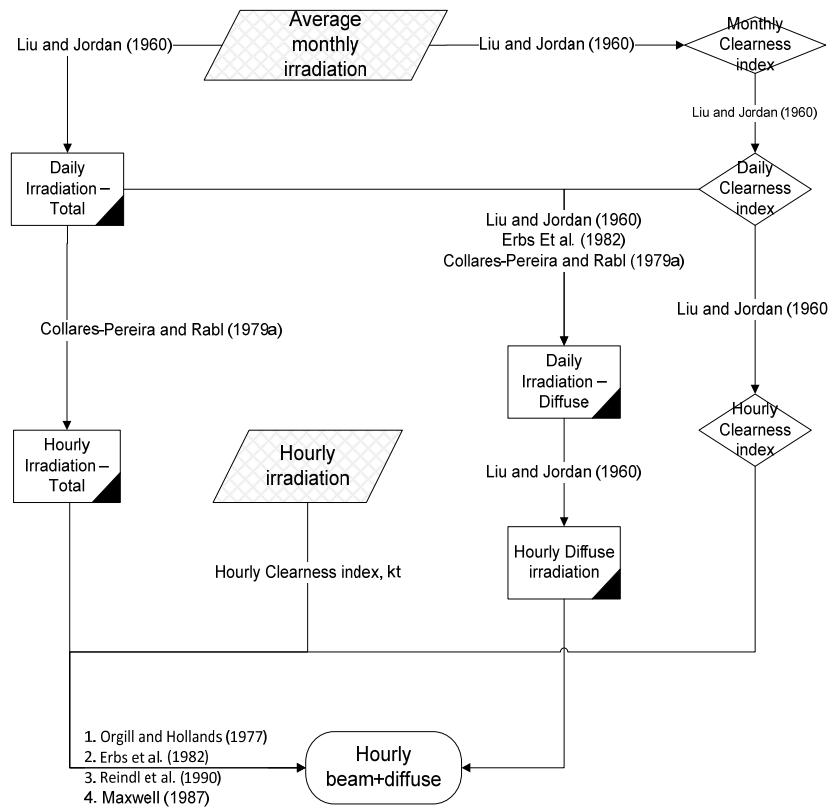 Average
monthly
irradiation
Liu and Jordan (1960)
Liu and Jordan (1960)
Monthly
Clearness
index
Liu and Jordan (1960)
Daily
Irradiation –
Total
Daily
Clearness
index
Liu and Jordan (1960)
Erbs Et al. (1982)
Collares-Pereira and Rabl (1979a)
Liu and Jordan (1960
Collares-Pereira and Rabl (1979a)
Daily
Irradiation –
Diffuse
Hourly
Clearness
index
Hourly
Irradiation –
Total
Hourly
irradiation
Liu and Jordan (1960)
Hourly Diffuse
irradiation
Hourly Clearness index, kt
1. Orgill and Hollands (1977)
2. Erbs et al. (1982)
3. Reindl et al. (1990)
4. Maxwell (1987)
Hourly
beam+diffuse